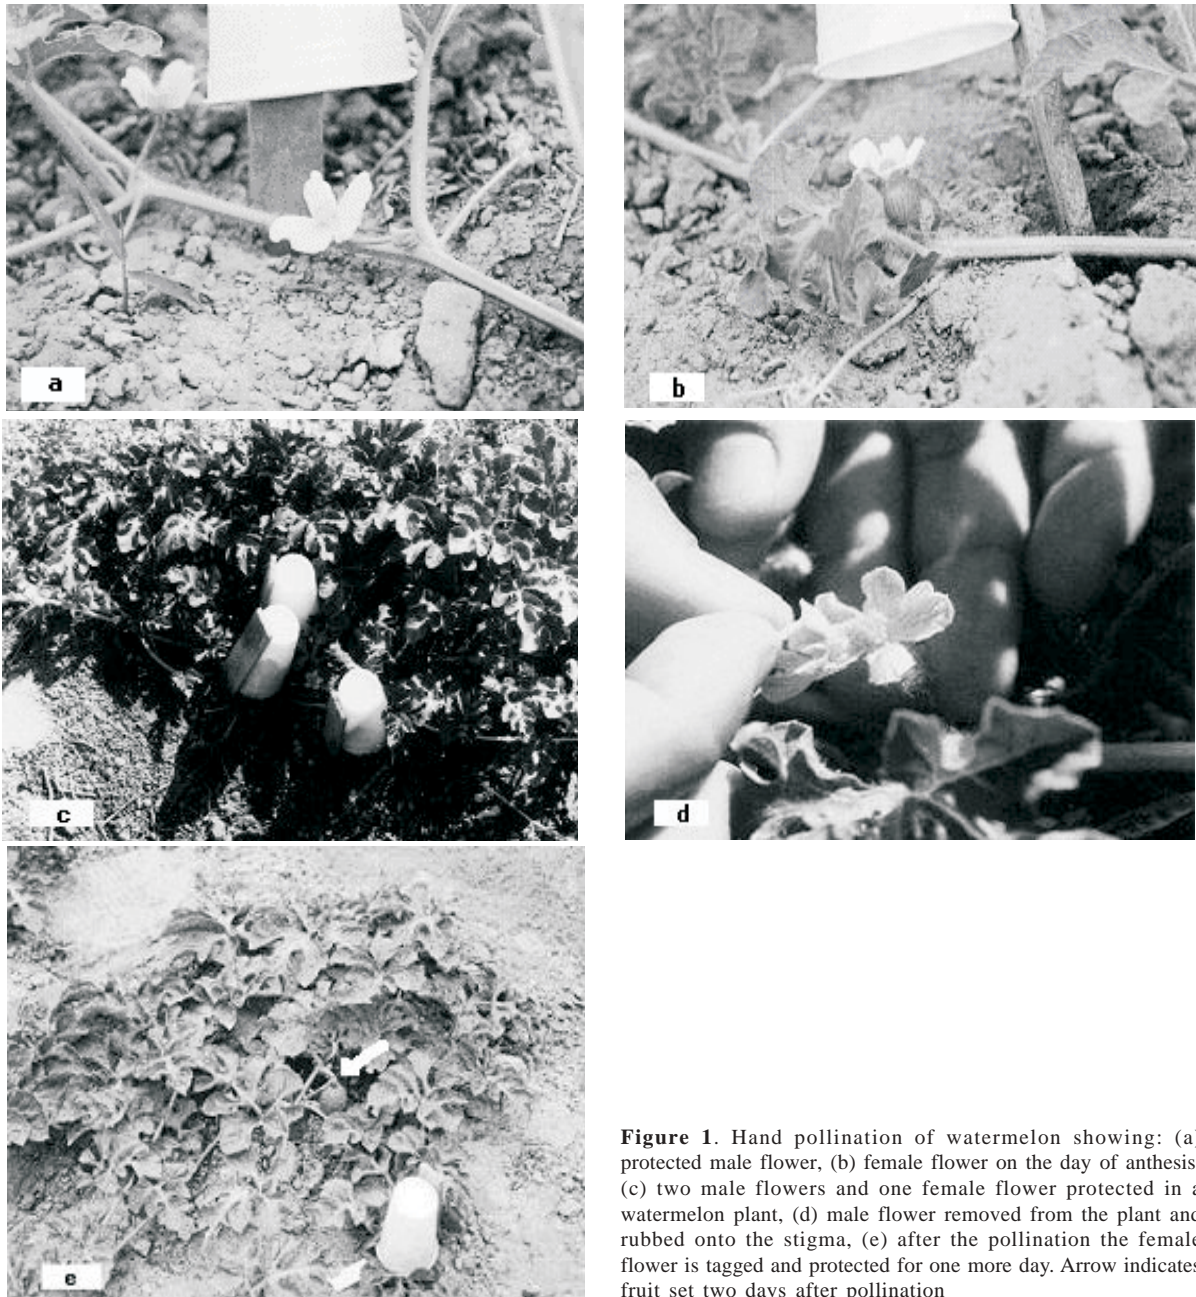 a
b
c
d
e
Figure 1. Hand pollination of watermelon showing: (a)
protected male flower, (b) female flower on the day of anthesis
(c) two male flowers and one female flower protected in a
watermelon plant, (d) male flower removed from the plant and
rubbed onto the stigma, (e) after the pollination the female
flower is tagged and protected for one more day. Arrow indicates
fruit set two days after pollination